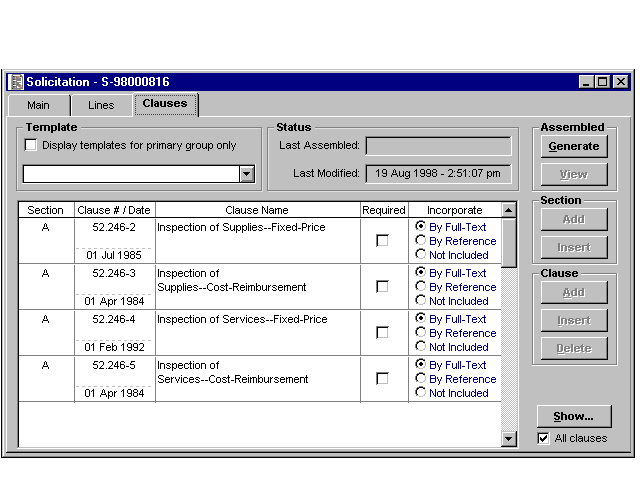 Solicitation - S-98000816
Main Lines Clauses
Template
Display templates for primary group only
Status
Last Assembled:
Last Modified: 19 Aug 1998 - 2:51:07 pm
Assembled
Generate
View
Section
Add
Insert
Clause
Add
Insert
Delete
Show...
All clauses
Section Clause # / Date Clause Name Required Incorporate
A 52.246-2 Inspection of Supplies--Fixed-Price By Full-Text
By Reference
01 Jul 1985 Not Included
A 52.246-3 Inspection of By Full-Text
Supplies--Cost-Reimbursement By Reference
01 Apr 1984 Not Included
A 52.246-4 Inspection of Services--Fixed-Price By Full-Text
By Reference
01 Feb 1992 Not Included
A 52.246-5 Inspection of By Full-Text
Services--Cost-Reimbursement By Reference
01 Apr 1984 Not Included